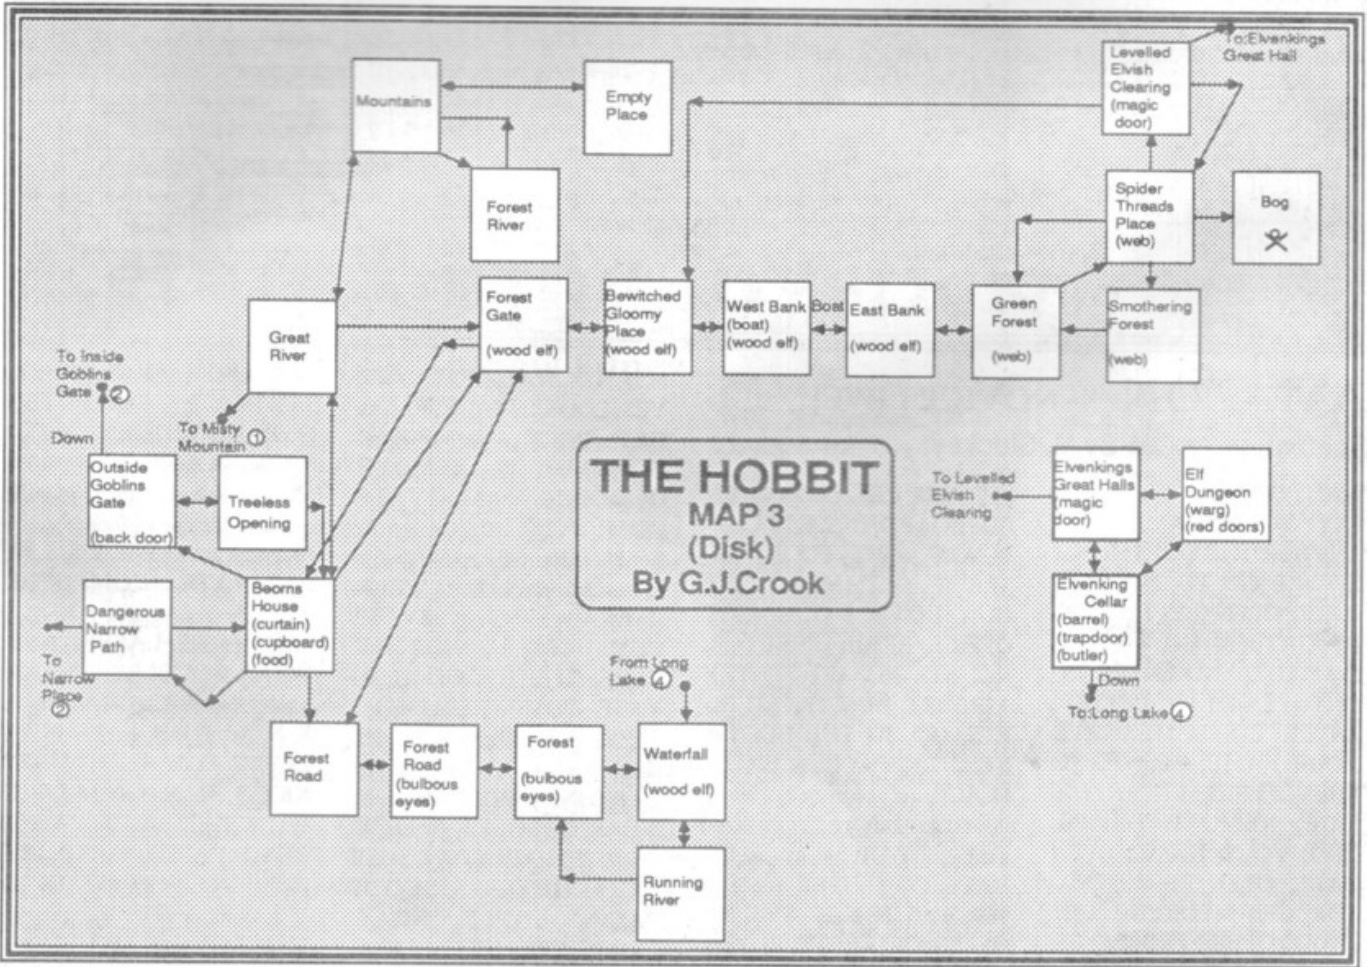 Mountains
Empty
Place
Levelled
Elvish
Clearing
(magic
door)
To:Elvenkings
Great Hall
Forest
River
Spider
Threads
Place
(web)
Bog
Great
River
Forest
Gate
(wood elf)
Bewitched
Gloomy
Place
(wood elf)
West Bank
(boat)
(wood elf)
Boat
East Bank
(wood elf)
Green
Forest
(web)
Smothering
Forest
(web)
To Inside
Goblins
Gate 2
Down
To Misty
Mountain 1
Outside
Goblins
Gate
(back door)
Treeless
Opening
THE HOBBIT
MAP 3
(Disk)
By G.J.Crook
To Levelled
Elvish
Clearing
Elvenkings
Great Halls
(magic
door)
Elf
Dungeon
(warg)
(red doors)
Dangerous
Narrow
Path
To
Narrow
Place
2
Beorns
House
(curtain)
(cupboard)
(food)
Elvenking
Cellar
(barrel)
(trapdoor)
(butler)
Down
To:Long Lake 4
From Long
Lake 4
Forest
Road
Forest
Road
(bulbous
eyes)
Forest
(bulbous
eyes)
Waterfall
(wood elf)
Running
River